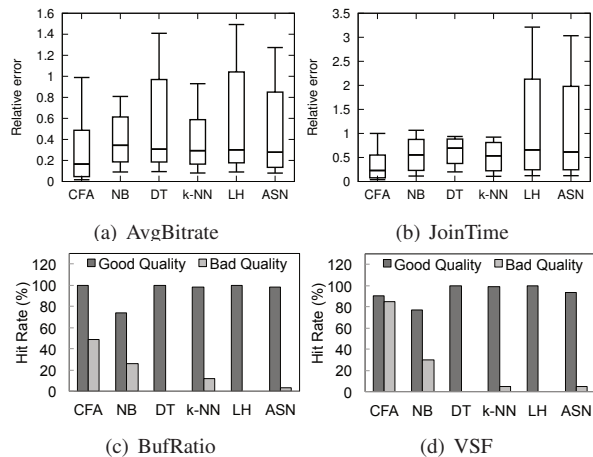 1.6
1.4
1.2
1
0.8
0.6
0.4
0.2
0
Relative error
CFA NB DT k-NN LH ASN
(a) AvgBitrate
3.5
3
2.5
2
1.5
1
0.5
0
Relative error
CFA NB DT k-NN LH ASN
(b) JoinTime
Good Quality Bad Quality
120
100
80
60
40
20
0
Hit Rate (%)
CFA NB DT k-NN LH ASN
(c) BufRatio
Good Quality Bad Quality
120
100
80
60
40
20
0
Hit Rate (%)
CFA NB DT k-NN LH ASN
(d) VSF